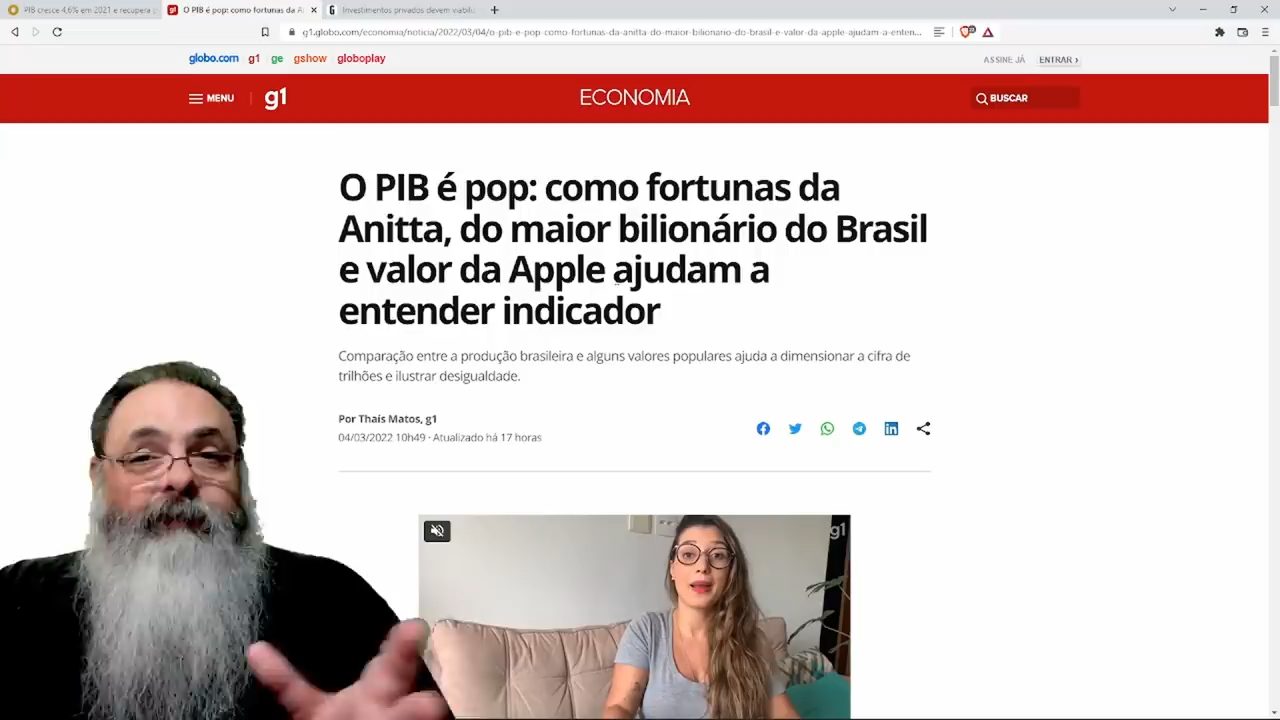 PIB cresce 4,6% em 2021 e recupera
O PIB é pop: como fortunas da A
Investimentos privados devem viabili
g1.globo.com/economia/noticia/2022/03/04/o-pib-e-pop-como-fortunas-da-anitta-do-maior-bilionario-do-brasil-e-valor-da-apple-ajudam-a-enten...
globo.com g1 ge gshow globoplay
ASSINE JÁ ENTRAR ›
MENU g1 ECONOMIA BUSCAR
O PIB é pop: como fortunas da
Anitta, do maior bilionário do Brasil
e valor da Apple ajudam a
entender indicador
Comparação entre a produção brasileira e alguns valores populares ajuda a dimensionar a cifra de
trilhões e ilustrar desigualdade.
Por Thaís Matos, g1
04/03/2022 10h49 · Atualizado há 17 horas
g1